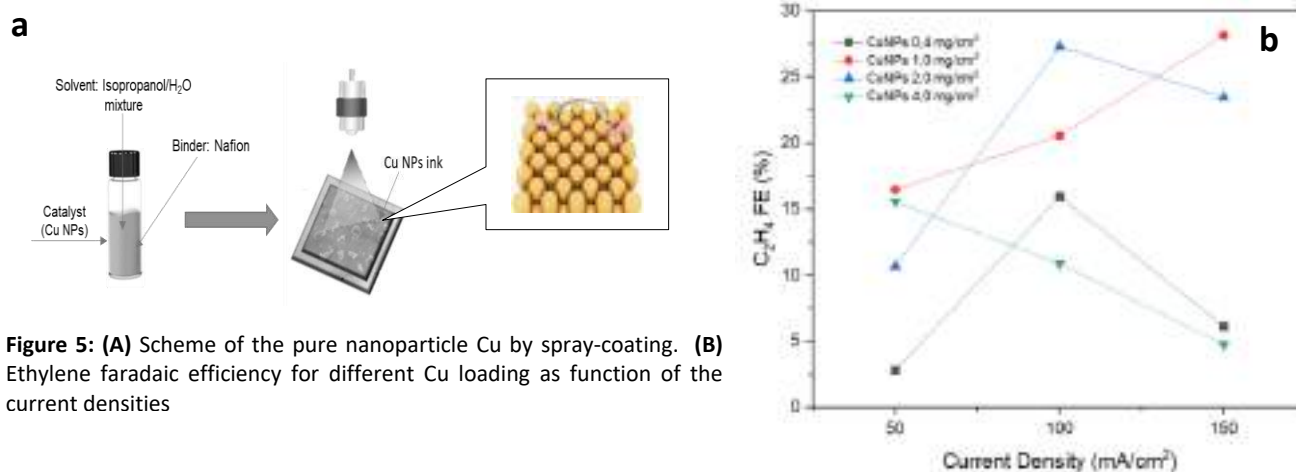 a
Solvent: Isopropanol/H₂O
mixture
Binder: Nafion
Catalyst
(Cu NPs)
Cu NPs ink
Figure 5: (A) Scheme of the pure nanoparticle Cu by spray-coating. (B)
Ethylene faradaic efficiency for different Cu loading as function of the
current densities
b
30
25
20
15
10
5
0
C₂H₄ FE (%)
CuNPs 0,4 mg/cm²
CuNPs 1,0 mg/cm²
CuNPs 2,0 mg/cm²
CuNPs 4,0 mg/cm²
50 100 150
Current Density (mA/cm²)